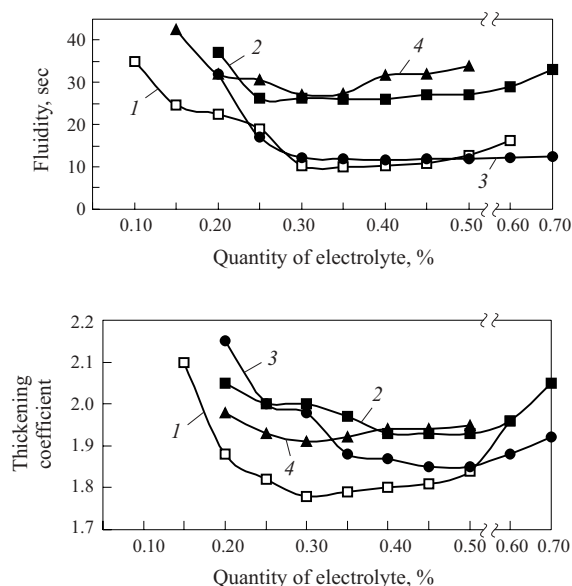 40
30
20
10
0
Fluidity, sec
1
2
4
3
0.10 0.20 0.30 0.40 0.50 0.60 0.70
Quantity of electrolyte, %
2.2
2.1
2.0
1.9
1.8
1.7
Thickening
coefficient
3
1
2
4
0.10 0.20 0.30 0.40 0.50 0.60 0.70
Quantity of electrolyte, %